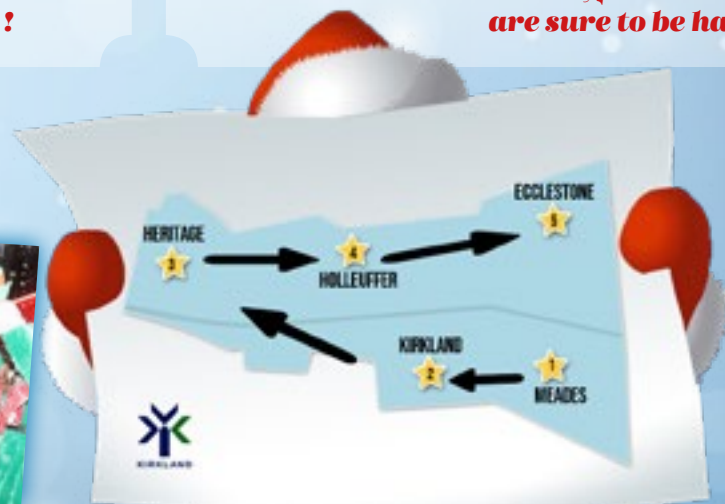 !
are sure to be ha
ECCLESTONE
5
HERITAGE
3
4
HOLLEUFFER
KIRKLAND
2
1
MEADES
KIRKLAND